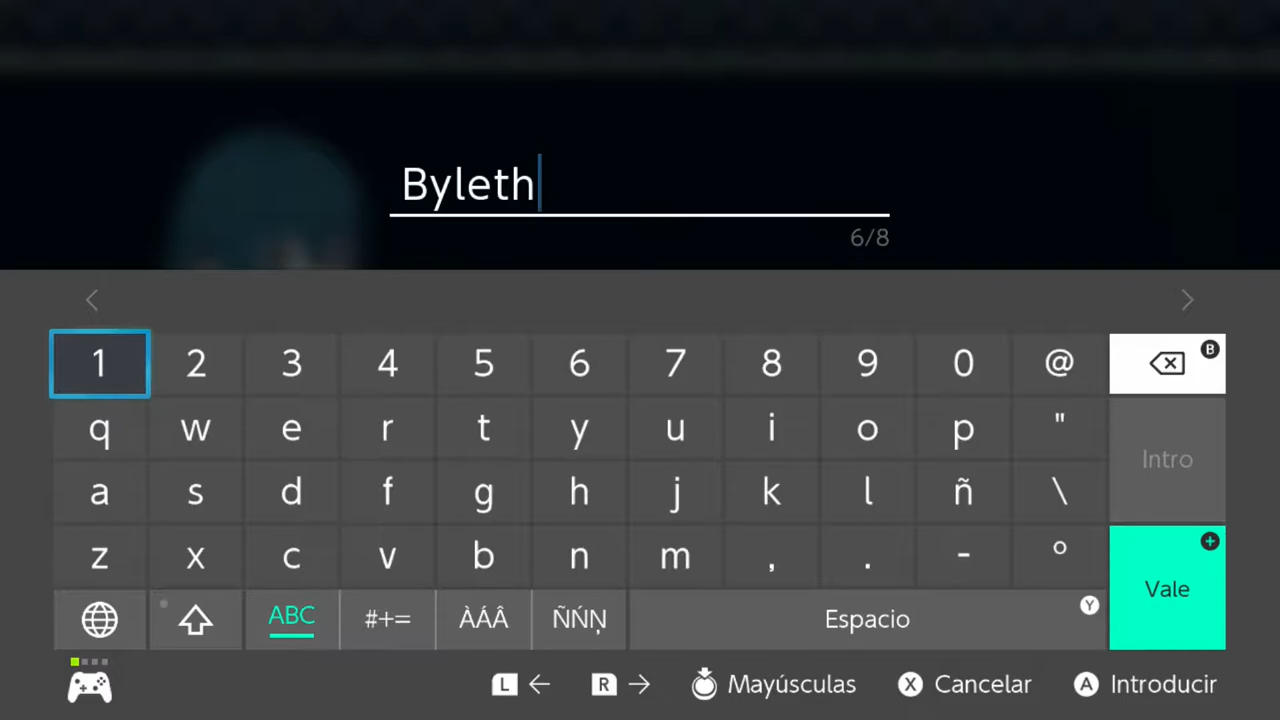 Byleth
6/8
1 2 3 4 5 6 7 8 9 0 @ B
q w e r t y u i o p "
Intro
a s d f g h j k l ñ \
z x c v b n m , . - º
Vale
ABC #+= ÀÁÂ ÑŃŅ Espacio Y
L ← R → Mayúsculas X Cancelar A Introducir